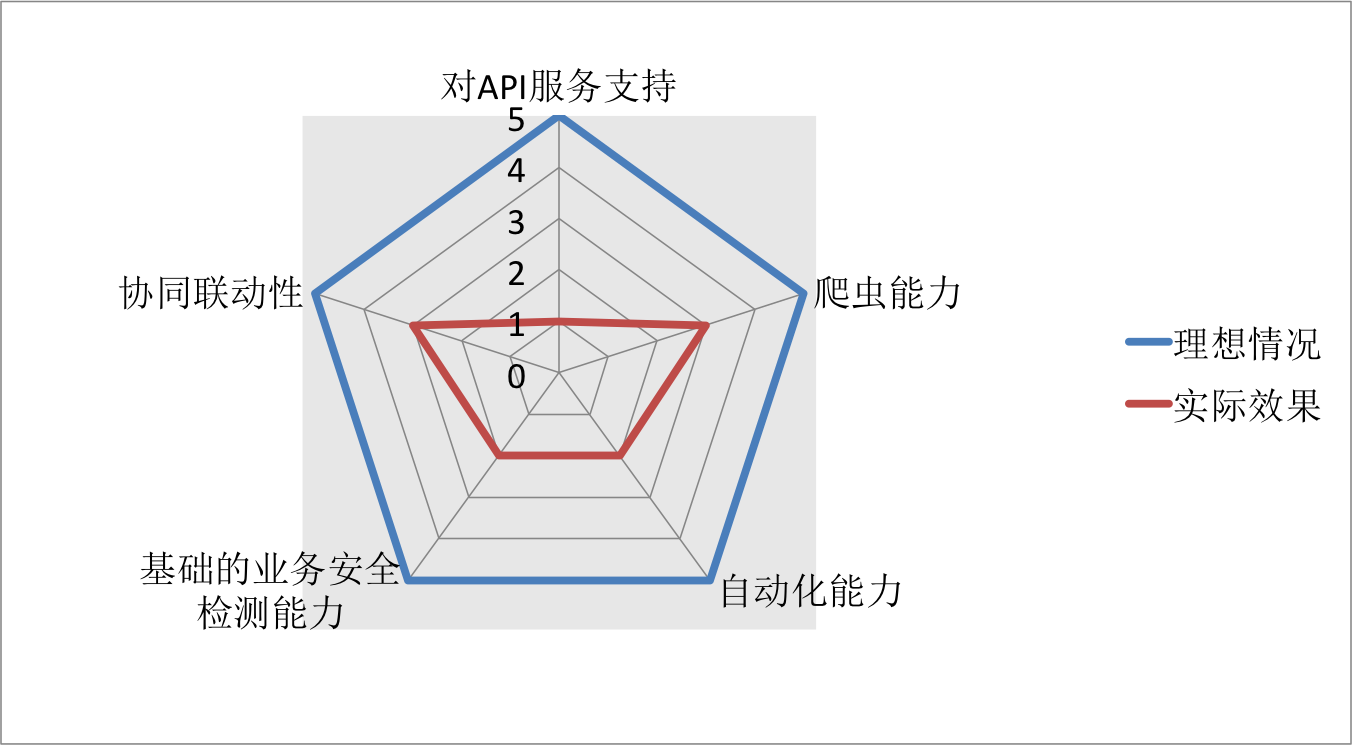 对API服务支持
5
4
3
2
1
0
协同联动性
爬虫能力
理想情况
实际效果
基础的业务安全
检测能力
自动化能力